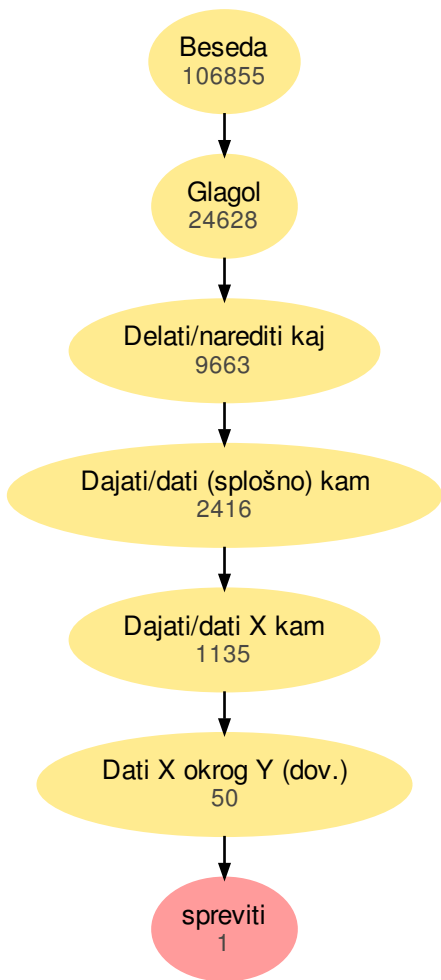 Beseda
106855
Glagol
24628
Delati/narediti kaj
9663
Dajati/dati (splošno) kam
2416
Dajati/dati X kam
1135
Dati X okrog Y (dov.)
50
spreviti
1